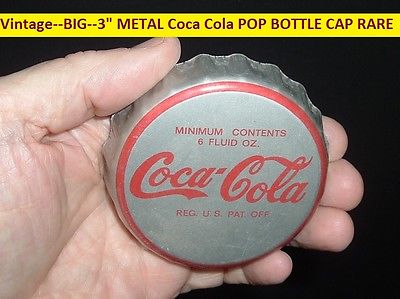 Vintage--BIG--3" METAL Coca Cola POP BOTTLE CAP RARE
MINIMUM CONTENTS
6 FLUID OZ.
Coca-Cola
REG. U.S. PAT. OFF.